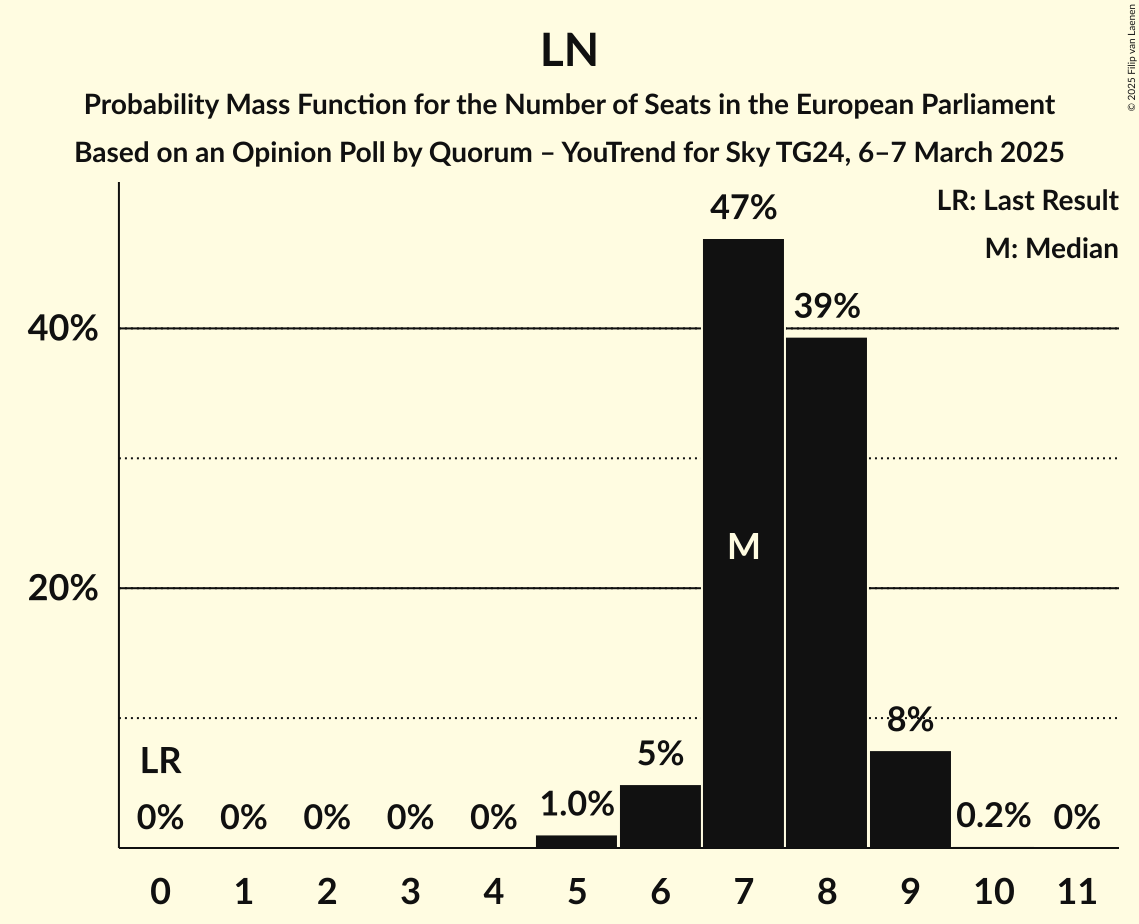 LN
Probability Mass Function for the Number of Seats in the European Parliament
Based on an Opinion Poll by Quorum – YouTrend for Sky TG24, 6–7 March 2025
© 2025 Filip van Laenen
LR: Last Result
M: Median
47%
39%
40%
M
20%
8%
LR
5%
1.0%
0% 0% 0% 0% 0% 0.2% 0%
0 1 2 3 4 5 6 7 8 9 10 11